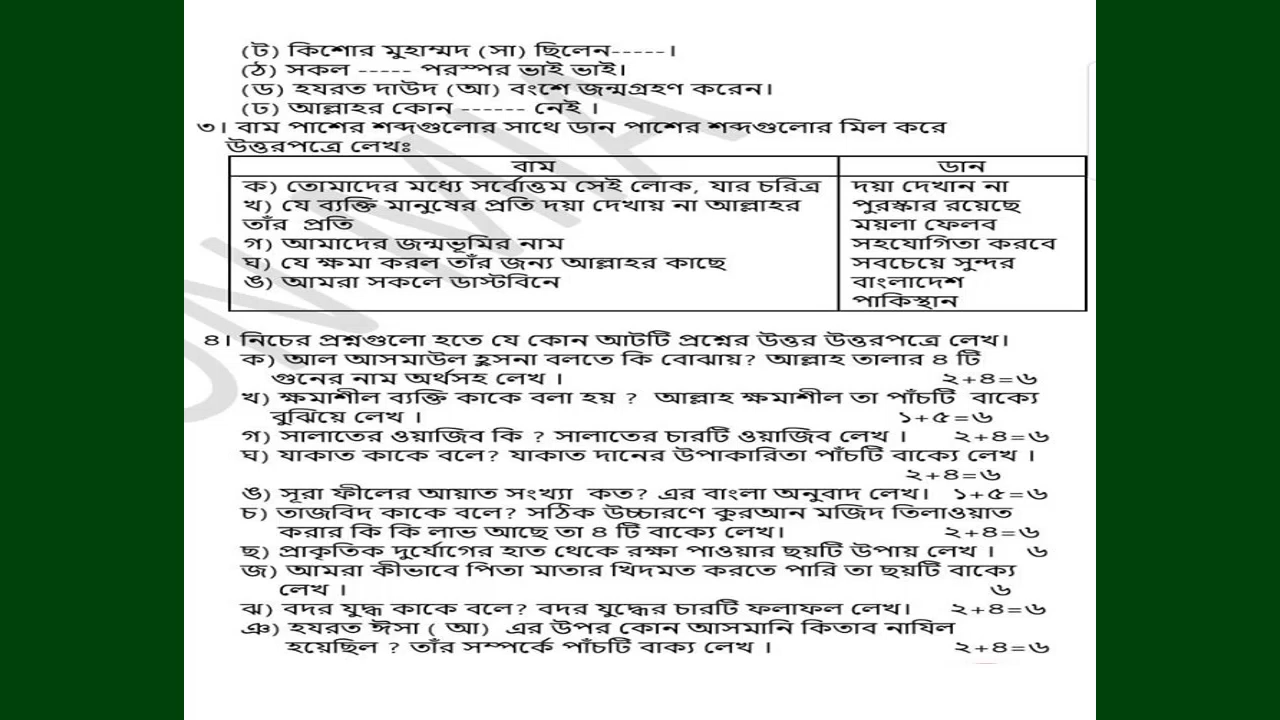 (ট) কিশোর মুহাম্মদ (সা) ছিলেন-----।
(ঠ) সকল ----- পরস্পর ভাই ভাই।
(ড) হযরত দাউদ (আ) বংশে জন্মগ্রহণ করেন।
(ঢ) আল্লাহর কোন ------ নেই ।
৩। বাম পাশের শব্দগুলোর সাথে ডান পাশের শব্দগুলোর মিল করে
উত্তরপত্রে লেখঃ
বাম ডান
ক) তোমাদের মধ্যে সর্বোত্তম সেই লোক, যার চরিত্র দয়া দেখান না
খ) যে ব্যক্তি মানুষের প্রতি দয়া দেখায় না আল্লাহর পুরস্কার রয়েছে
তাঁর প্রতি ময়লা ফেলব
গ) আমাদের জন্মভূমির নাম সহযোগিতা করবে
ঘ) যে ক্ষমা করল তাঁর জন্য আল্লাহর কাছে সবচেয়ে সুন্দর
ঙ) আমরা সকলে ডাস্টবিনে বাংলাদেশ
পাকিস্থান
৪। নিচের প্রশ্নগুলো হতে যে কোন আটটি প্রশ্নের উত্তর উত্তরপত্রে লেখ।
ক) আল আসমাউল হুসনা বলতে কি বোঝায়? আল্লাহ তালার ৪ টি
গুনের নাম অর্থসহ লেখ । ২+৪=৬
খ) ক্ষমাশীল ব্যক্তি কাকে বলা হয় ? আল্লাহ ক্ষমাশীল তা পাঁচটি বাক্যে
বুঝিয়ে লেখ । ১+৫=৬
গ) সালাতের ওয়াজিব কি ? সালাতের চারটি ওয়াজিব লেখ । ২+৪=৬
ঘ) যাকাত কাকে বলে? যাকাত দানের উপাকারিতা পাঁচটি বাক্যে লেখ ।
২+৪=৬
ঙ) সূরা ফীলের আয়াত সংখ্যা কত? এর বাংলা অনুবাদ লেখ। ১+৫=৬
চ) তাজবিদ কাকে বলে? সঠিক উচ্চারণে কুরআন মজিদ তিলাওয়াত
করার কি কি লাভ আছে তা ৪ টি বাক্যে লেখ। ২+৪=৬
ছ) প্রাকৃতিক দুর্যোগের হাত থেকে রক্ষা পাওয়ার ছয়টি উপায় লেখ । ৬
জ) আমরা কীভাবে পিতা মাতার খিদমত করতে পারি তা ছয়টি বাক্যে
লেখ । ৬
ঝ) বদর যুদ্ধ কাকে বলে? বদর যুদ্ধের চারটি ফলাফল লেখ। ২+৪=৬
ঞ) হযরত ঈসা ( আ) এর উপর কোন আসমানি কিতাব নাযিল
হয়েছিল ? তাঁর সম্পর্কে পাঁচটি বাক্য লেখ । ২+৪=৬